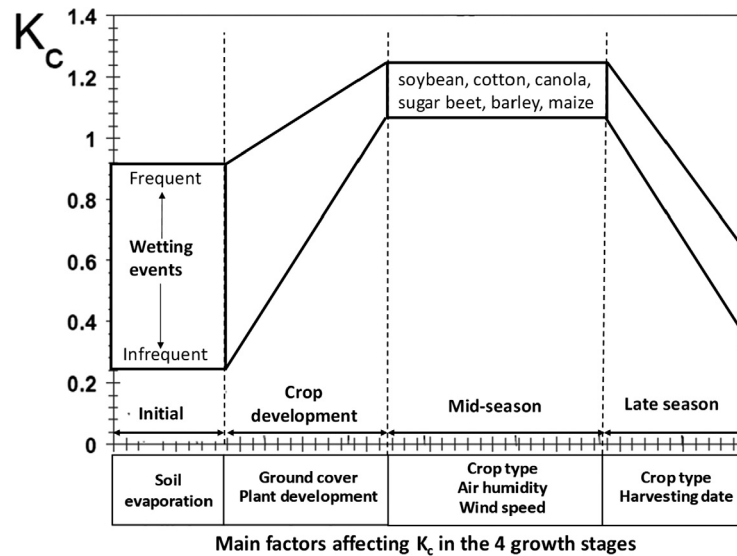 Kc
1.4
1.2
1
0.8
0.6
0.4
0.2
0
soybean, cotton, canola,
sugar beet, barley, maize
Frequent
Wetting
events
Infrequent
Initial
Crop
development
Mid-season
Late season
Soil
evaporation
Ground cover
Plant development
Crop type
Air humidity
Wind speed
Crop type
Harvesting date
Main factors affecting Kc in the 4 growth stages